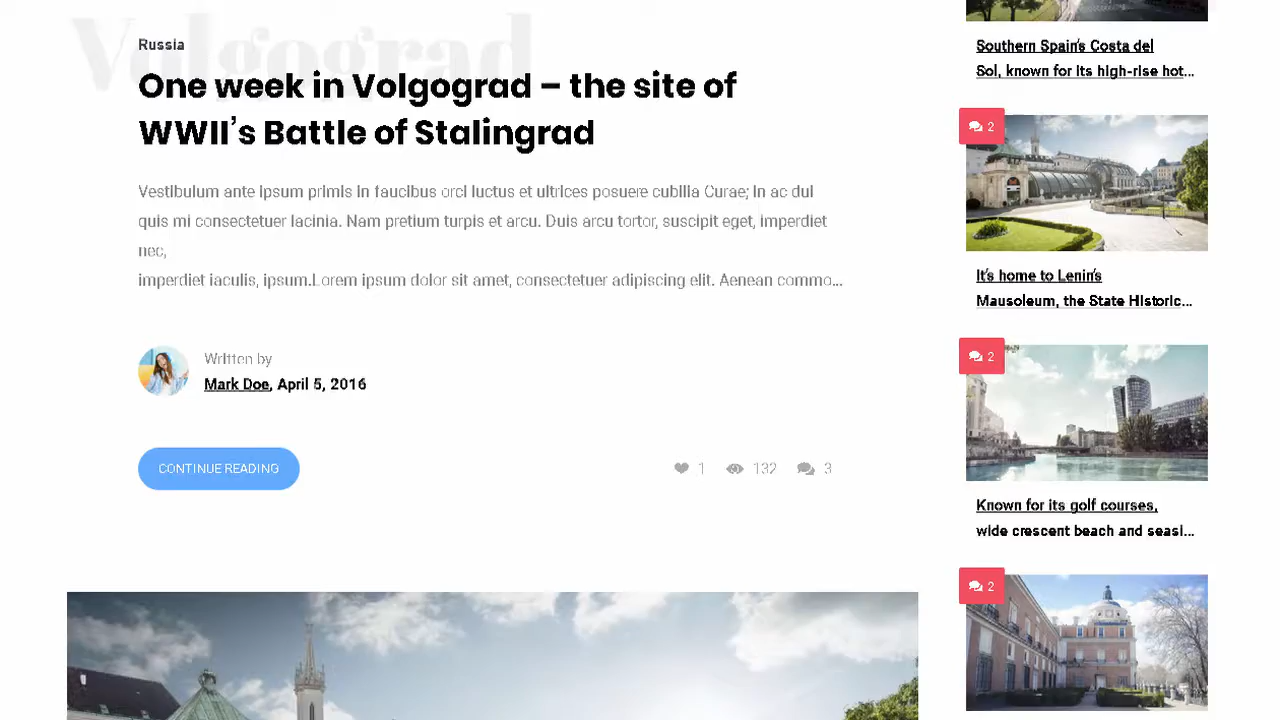 Volgograd
Russia
One week in Volgograd – the site of
WWII's Battle of Stalingrad
Vestibulum ante ipsum primis in faucibus orci luctus et ultrices posuere cubilia Curae; In ac dui
quis mi consectetuer lacinia. Nam pretium turpis et arcu. Duis arcu tortor, suscipit eget, imperdiet
nec,
imperdiet iaculis, ipsum.Lorem ipsum dolor sit amet, consectetuer adipiscing elit. Aenean commo...
Written by
Mark Doe, April 5, 2016
CONTINUE READING
1 132 3
Southern Spain's Costa del
Sol, known for its high-rise hot...
2
It's home to Lenin's
Mausoleum, the State Historic...
2
Known for its golf courses,
wide crescent beach and seasi...
2